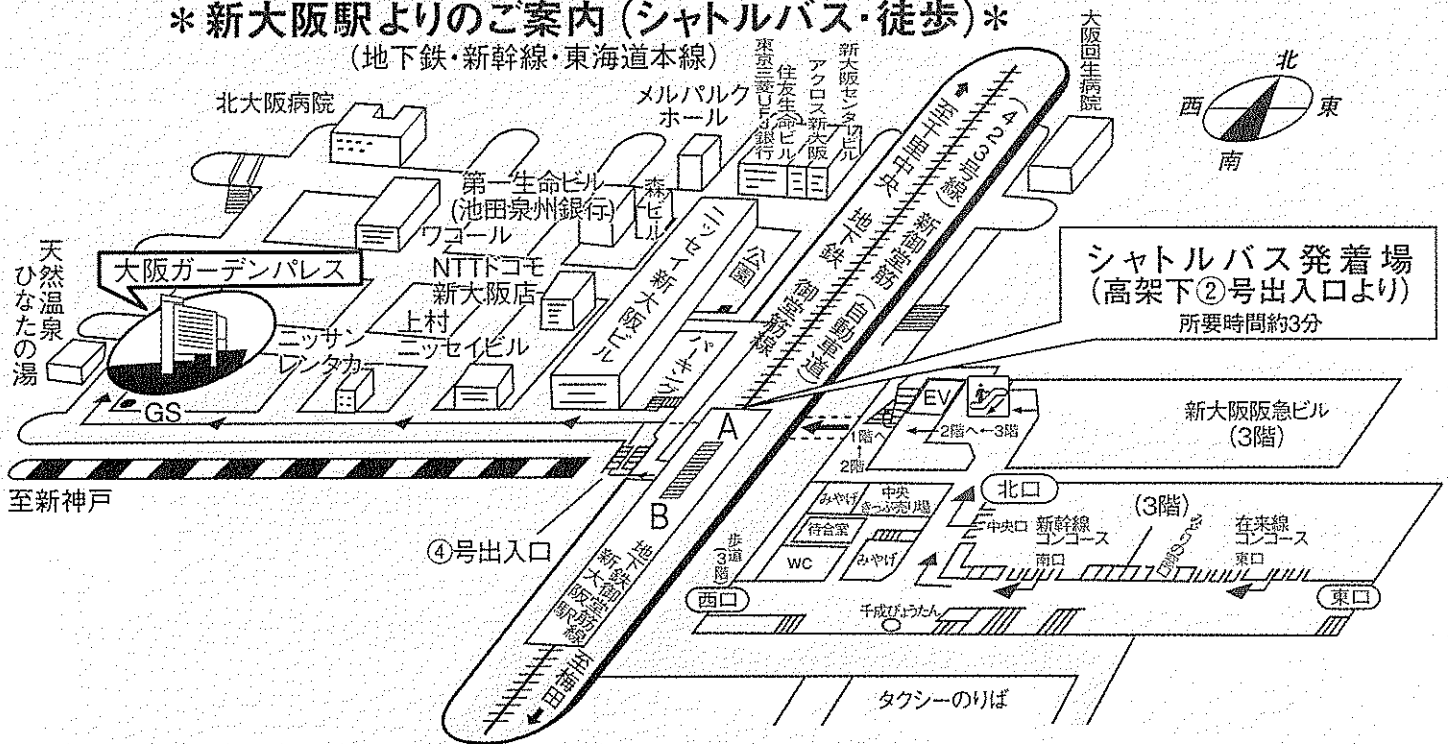 ＊新大阪駅よりのご案内（シャトルバス・徒歩）＊
（地下鉄・新幹線・東海道本線）
北大阪病院
メルパルク
ホール
東京三菱UFJ銀行
住友生命ビル
アクロス新大阪
新大阪センタービル
大阪回生病院
北
西
東
南
至千里中央
(423号線)
新御堂筋(自動車道)
地下鉄 御堂筋線
第一生命ビル
(池田泉州銀行)
森ビル
ワコール
ニッセイ新大阪ビル
公園
天然温泉
ひなたの湯
大阪ガーデンパレス
NTTドコモ
新大阪店
上村
ニッセイビル
ニッサン
レンタカー
パーキング
GS
シャトルバス発着場
(高架下②号出入口より)
所要時間約3分
A
B
EV
1階へ
↑
2階
←2階へ←3階
新大阪阪急ビル
(3階)
至新神戸
④号出入口
地下鉄御堂筋線
新大阪駅
至梅田
歩道
(3階)
みやげ
中央
きっぷ売り場
待合室
WC
みやげ
北口
中央口
新幹線
コンコース
南口
(3階)
在来線
コンコース
東口
西口
東口
千成びょうたん
タクシーのりば